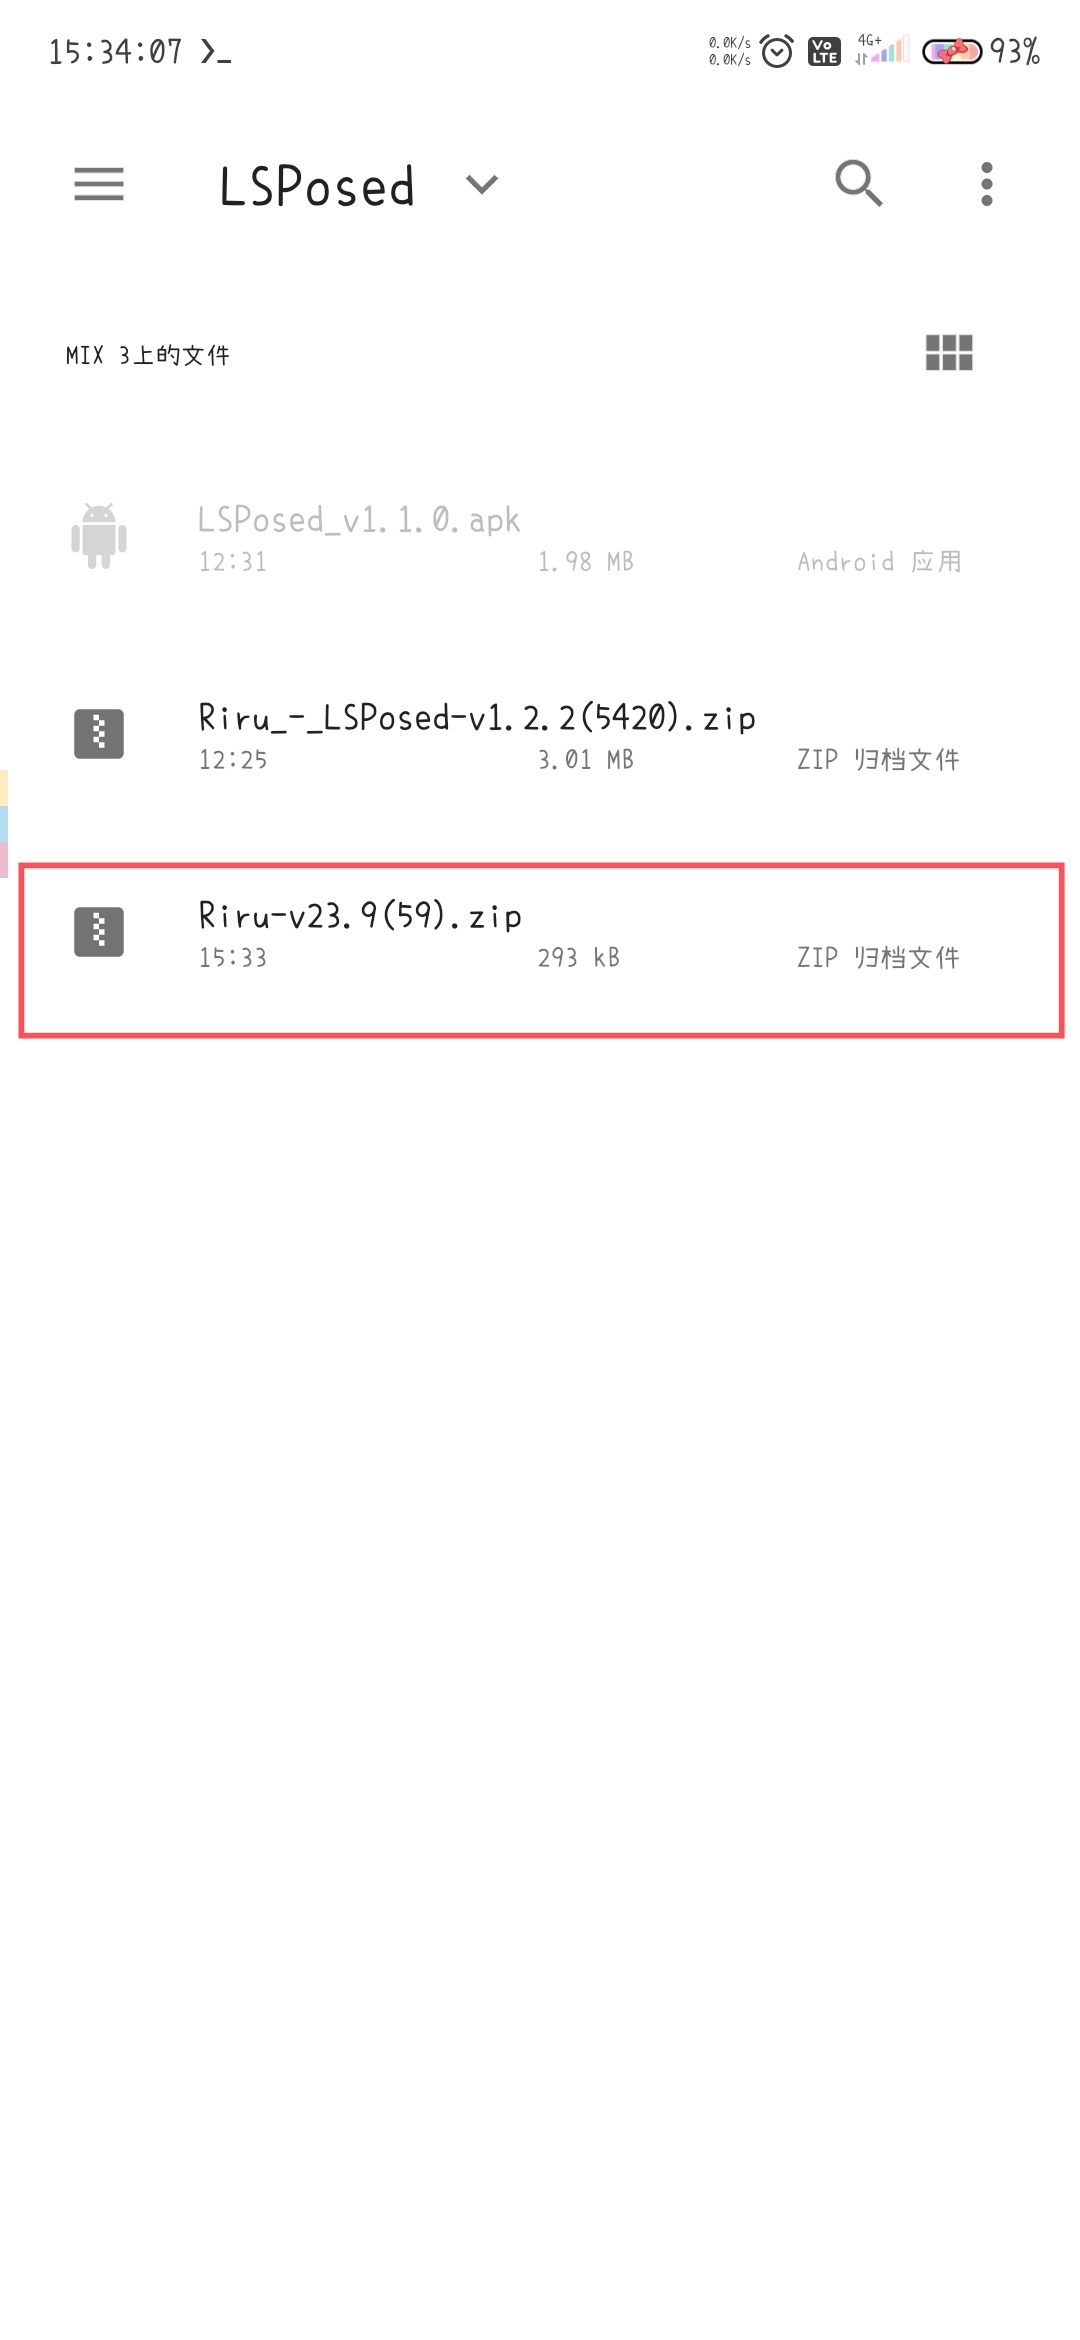 15:34:07 ❯_ 0.0K/s 0.0K/s Vo LTE 4G+ 93%
LSPosed
MIX 3上的文件
LSPosed_v1.1.0.apk
12:31 1.98 MB Android 应用
Riru_-_LSPosed-v1.2.2(5420).zip
12:25 3.01 MB ZIP 归档文件
Riru-v23.9(59).zip
15:33 293 kB ZIP 归档文件